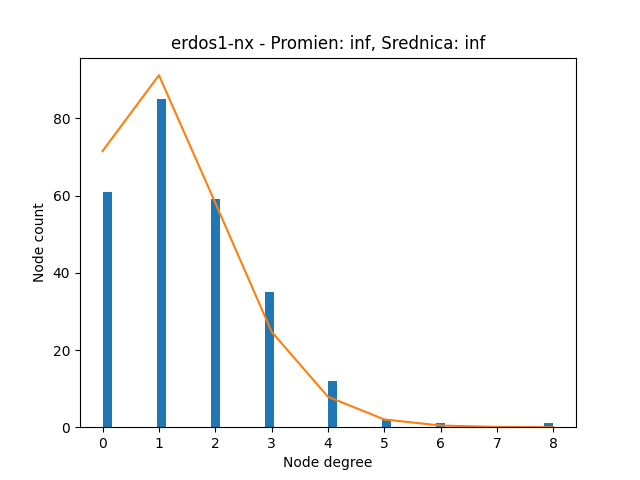 erdos1-nx - Promien: inf, Srednica: inf
Node count
80
60
40
20
0
0 1 2 3 4 5 6 7 8
Node degree